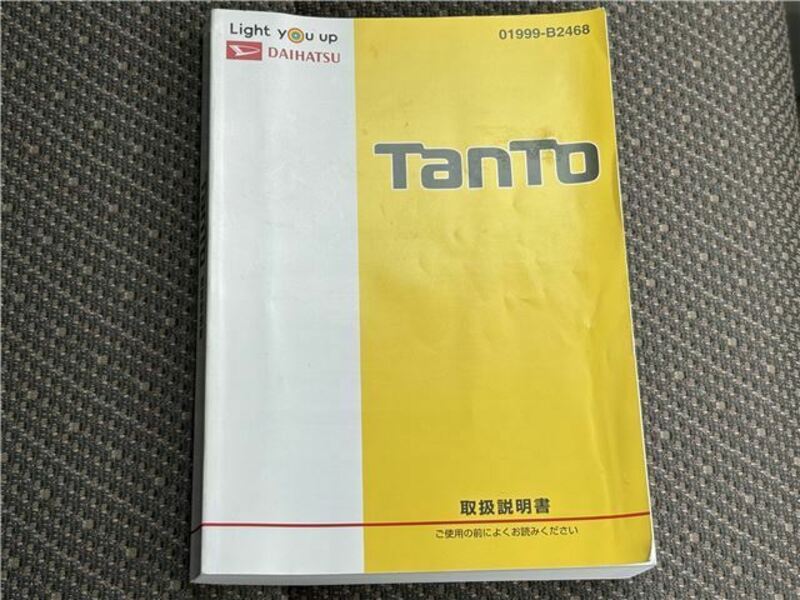 Light you up
DAIHATSU
01999-B2468
TanTo
取扱説明書
ご使用の前によくお読みください